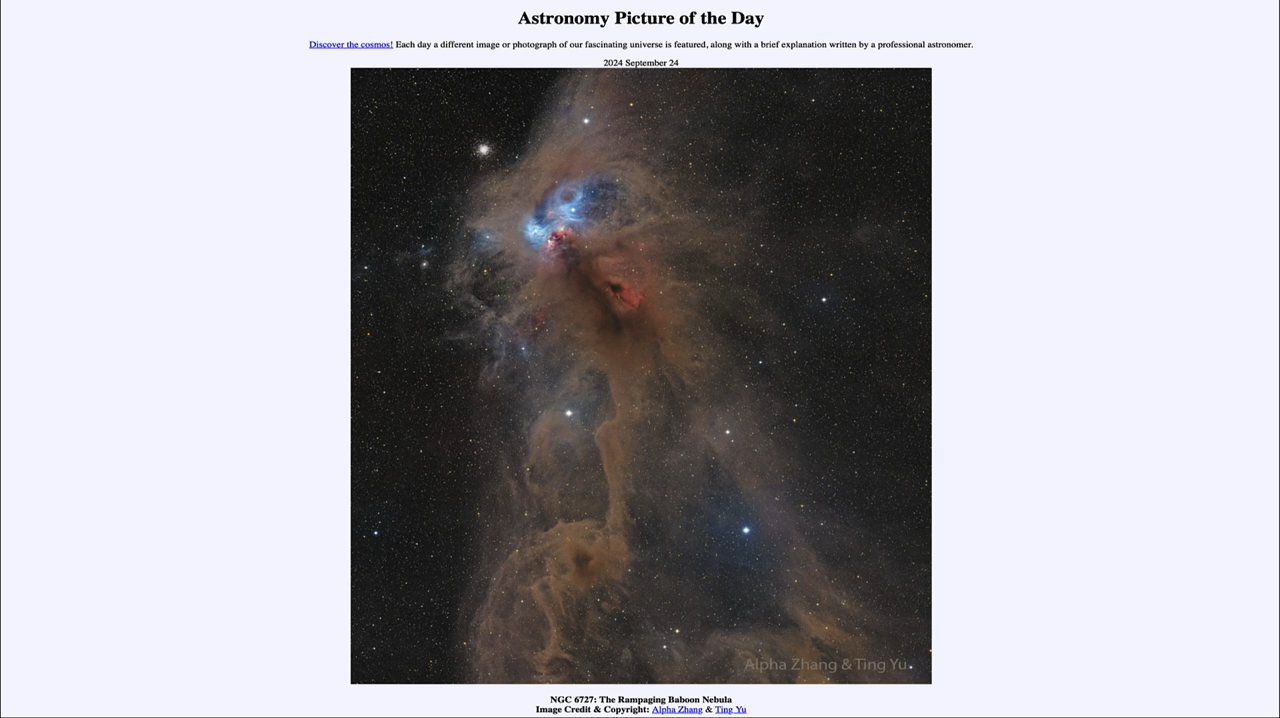 Astronomy Picture of the Day
Discover the cosmos! Each day a different image or photograph of our fascinating universe is featured, along with a brief explanation written by a professional astronomer.
2024 September 24
Alpha Zhang & Ting Yu
NGC 6727: The Rampaging Baboon Nebula
Image Credit & Copyright: Alpha Zhang & Ting Yu